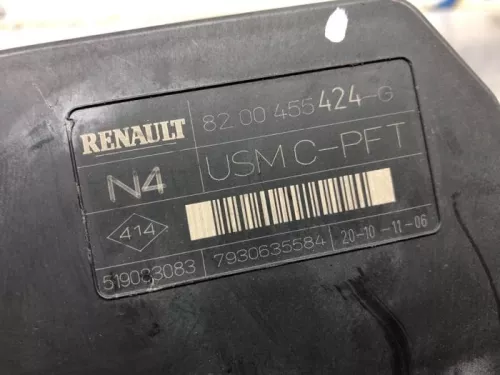 RENAULT
82 00 455 424-G
N4
USM C-PFT
414
519033083
7930635584
20-10-11-06